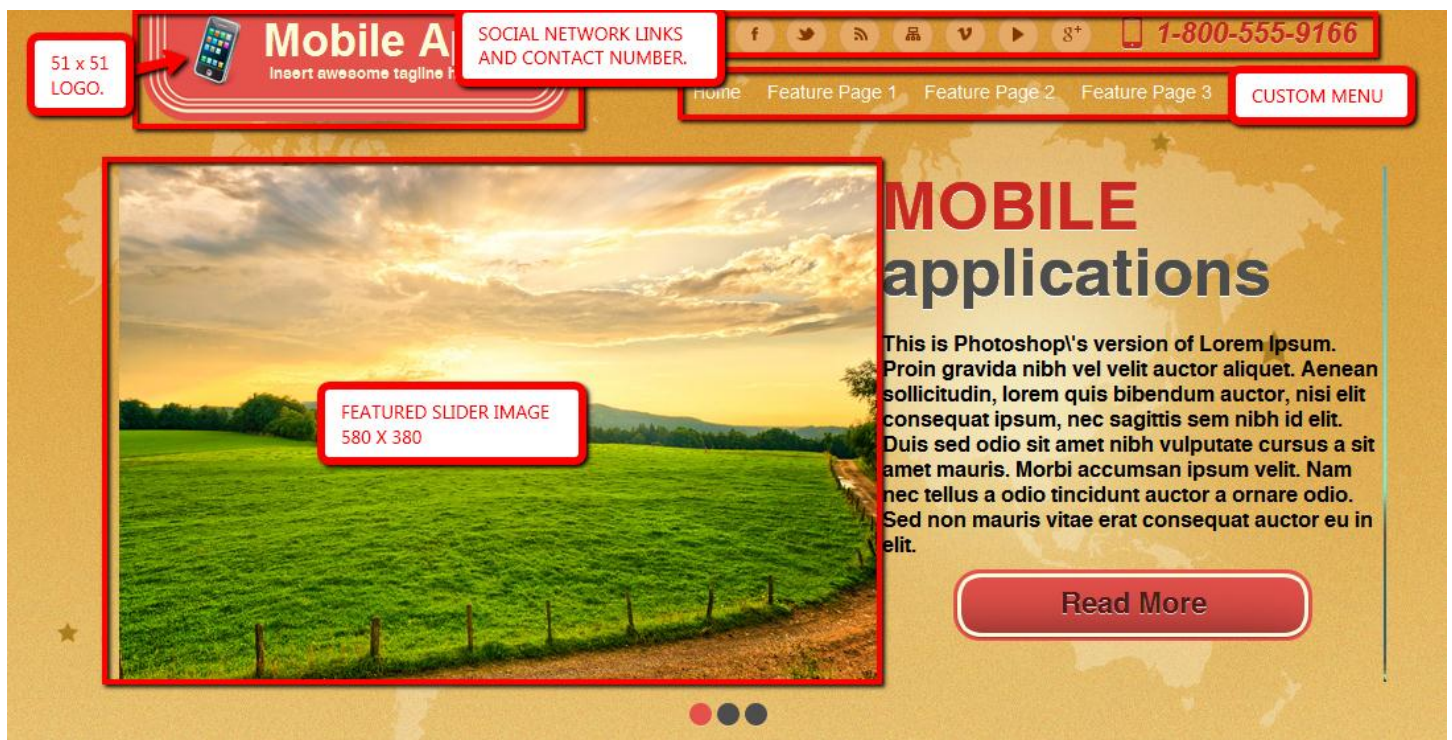 51 x 51
LOGO.
Mobile A
Insert awesome tagline h
SOCIAL NETWORK LINKS
AND CONTACT NUMBER.
f
g+
1-800-555-9166
Home Feature Page 1 Feature Page 2 Feature Page 3
CUSTOM MENU
FEATURED SLIDER IMAGE
580 X 380
MOBILE
applications
This is Photoshop\'s version of Lorem Ipsum.
Proin gravida nibh vel velit auctor aliquet. Aenean
sollicitudin, lorem quis bibendum auctor, nisi elit
consequat ipsum, nec sagittis sem nibh id elit.
Duis sed odio sit amet nibh vulputate cursus a sit
amet mauris. Morbi accumsan ipsum velit. Nam
nec tellus a odio tincidunt auctor a ornare odio.
Sed non mauris vitae erat consequat auctor eu in
elit.
Read More